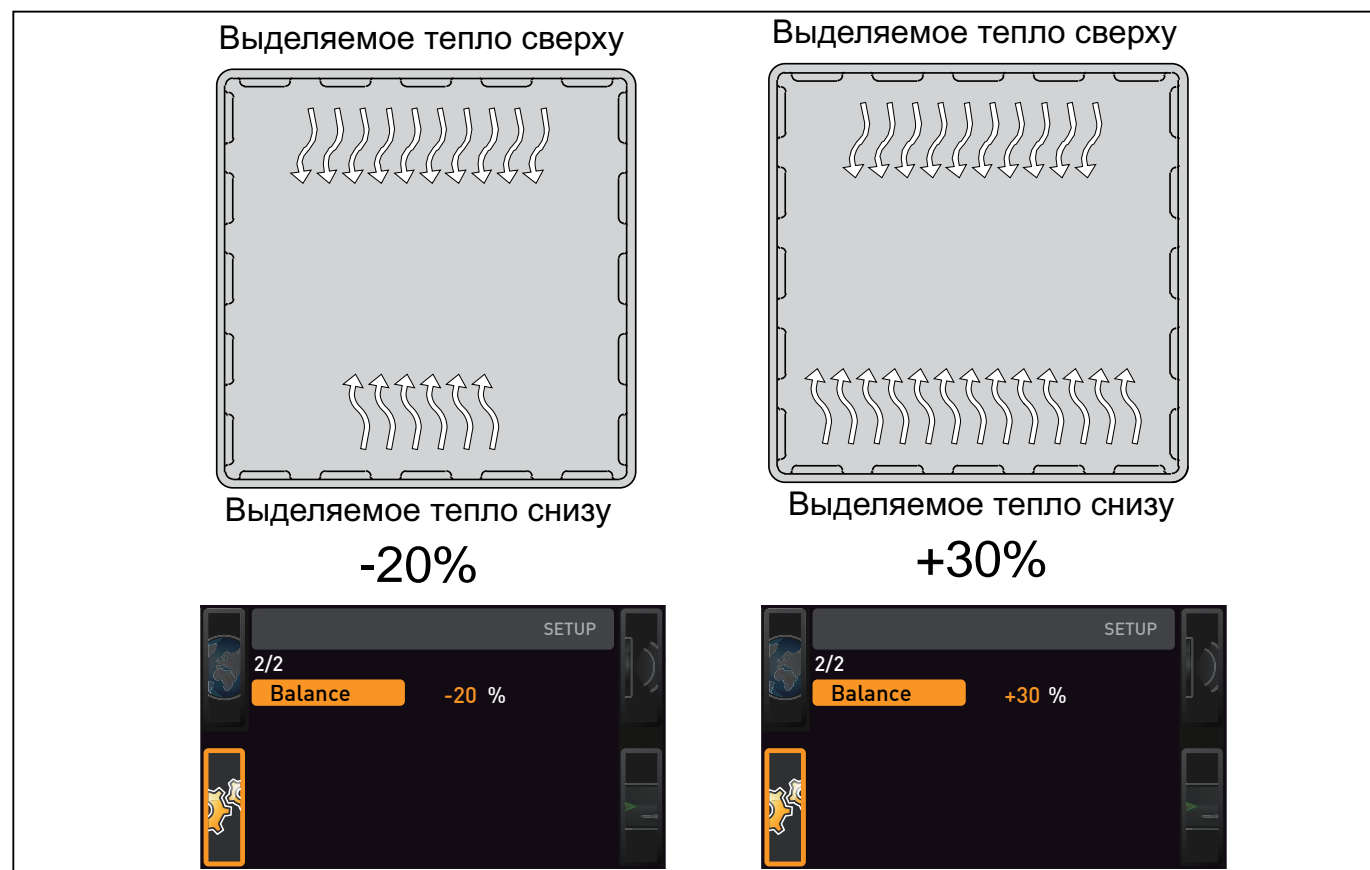 Выделяемое тепло сверху
Выделяемое тепло снизу
-20%
SETUP
2/2
Balance -20 %
Выделяемое тепло сверху
Выделяемое тепло снизу
+30%
SETUP
2/2
Balance +30 %